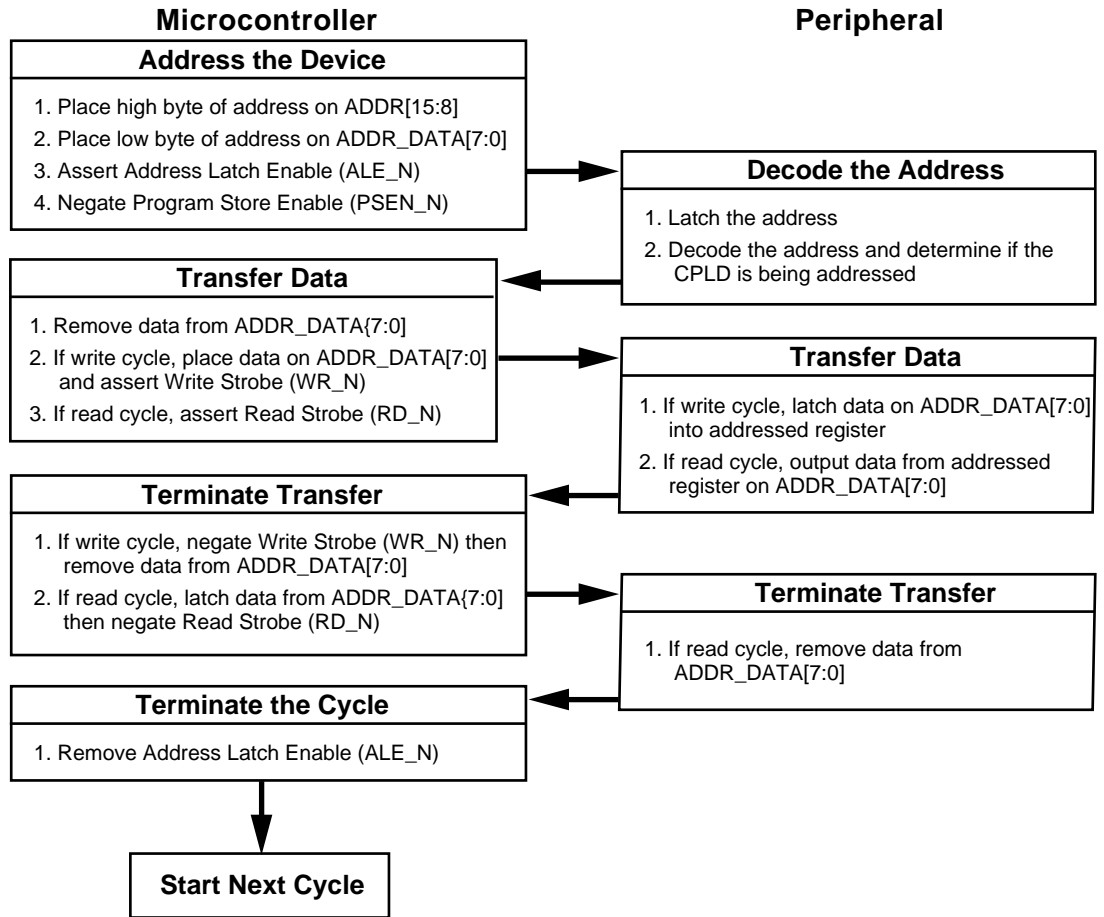 Microcontroller
Peripheral
Address the Device
1. Place high byte of address on ADDR[15:8]
2. Place low byte of address on ADDR_DATA[7:0]
3. Assert Address Latch Enable (ALE_N)
4. Negate Program Store Enable (PSEN_N)
Decode the Address
1. Latch the address
2. Decode the address and determine if the
CPLD is being addressed
Transfer Data
1. Remove data from ADDR_DATA{7:0]
2. If write cycle, place data on ADDR_DATA[7:0]
and assert Write Strobe (WR_N)
3. If read cycle, assert Read Strobe (RD_N)
Transfer Data
1. If write cycle, latch data on ADDR_DATA[7:0]
into addressed register
2. If read cycle, output data from addressed
register on ADDR_DATA[7:0]
Terminate Transfer
1. If write cycle, negate Write Strobe (WR_N) then
remove data from ADDR_DATA[7:0]
2. If read cycle, latch data from ADDR_DATA{7:0]
then negate Read Strobe (RD_N)
Terminate Transfer
1. If read cycle, remove data from
ADDR_DATA[7:0]
Terminate the Cycle
1. Remove Address Latch Enable (ALE_N)
Start Next Cycle